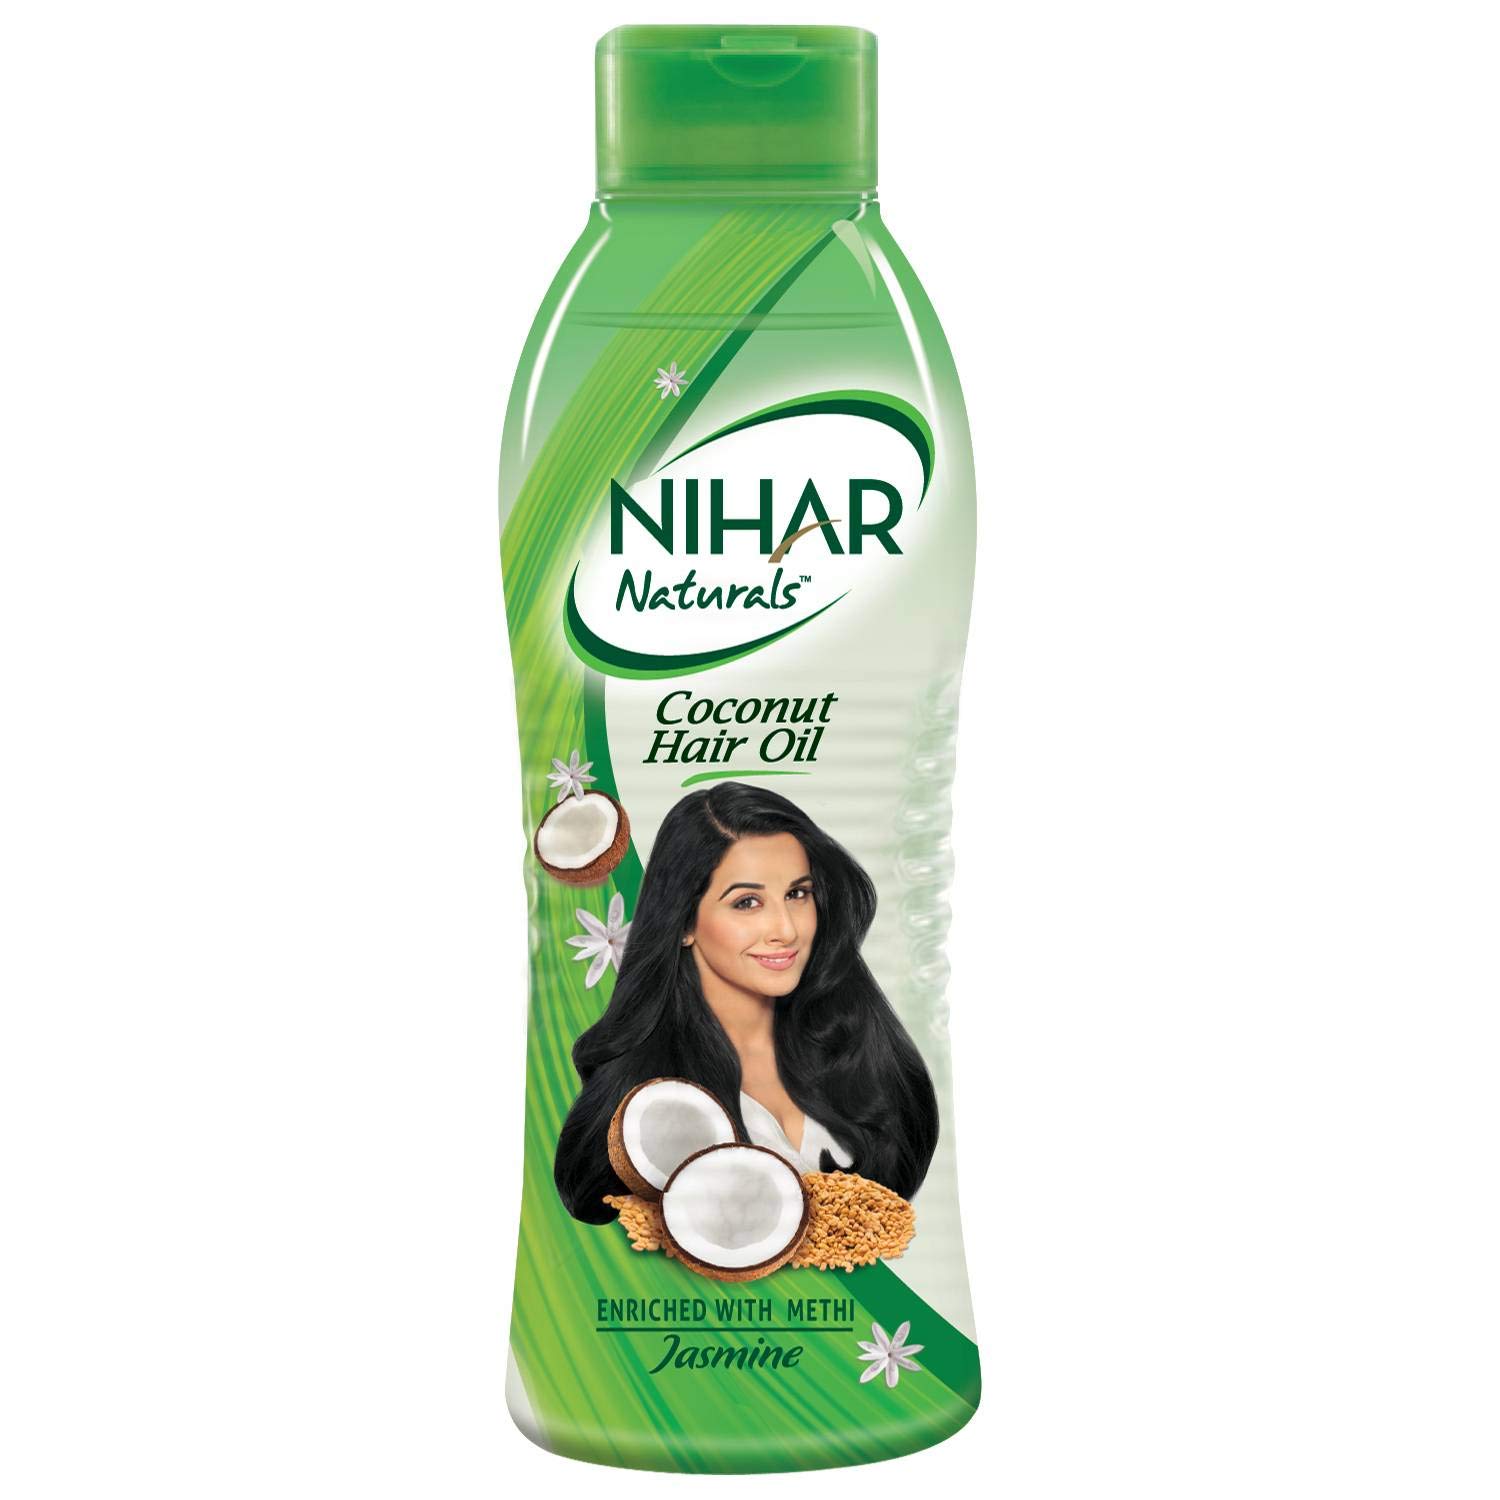 NIHAR
Naturals™
Coconut
Hair Oil
ENRICHED WITH METHI
Jasmine